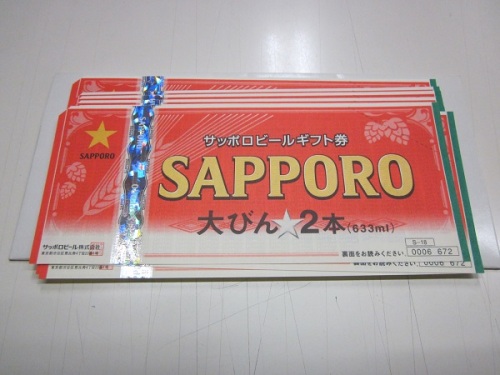 サッポロビールギフト券
SAPPORO
SAPPORO
大びん★2本(633ml)
サッポロビール株式会社
S-18
裏面をお読みください 0006 672